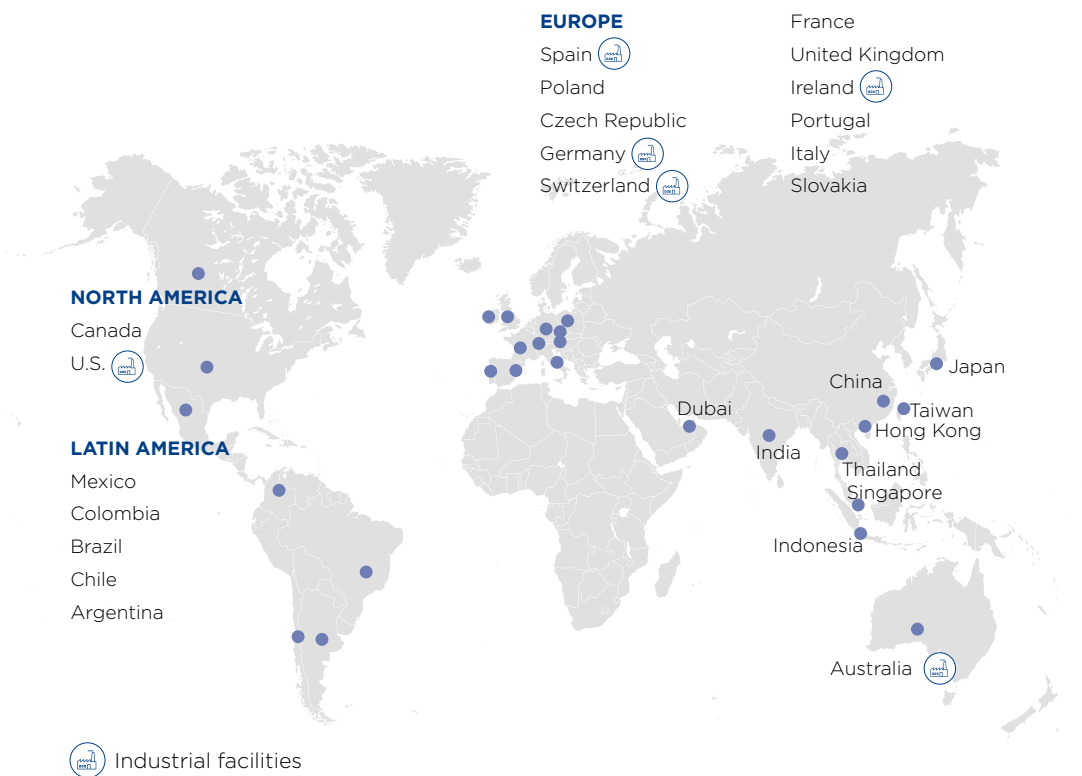 EUROPE
Spain
Poland
Czech Republic
Germany
Switzerland
France
United Kingdom
Ireland
Portugal
Italy
Slovakia
NORTH AMERICA
Canada
U.S.
LATIN AMERICA
Mexico
Colombia
Brazil
Chile
Argentina
Japan
China
Taiwan
Hong Kong
Dubai
India
Thailand
Singapore
Indonesia
Australia
Industrial facilities